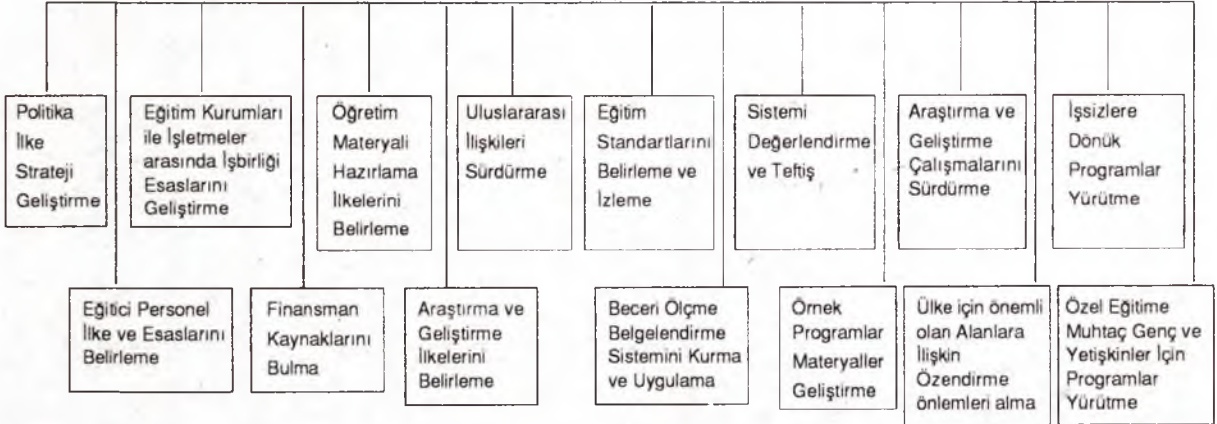 Politika
İlke
Strateji
Geliştirme
Eğitim Kurumları
ile İşletmeler
arasında İşbirliği
Esaslarını
Geliştirme
Öğretim
Materyali
Hazırlama
İlkelerini
Belirleme
Uluslararası
İlişkileri
Sürdürme
Eğitim
Standartlarını
Belirleme ve
İzleme
Sistemi
Değerlendirme
ve Teftiş
Araştırma ve
Geliştirme
Çalışmalarını
Sürdürme
İşsizlere
Dönük
Programlar
Yürütme
Eğitici Personel
İlke ve Esaslarını
Belirleme
Finansman
Kaynaklarını
Bulma
Araştırma ve
Geliştirme
İlkelerini
Belirleme
Beceri Ölçme
Belgelendirme
Sistemini Kurma
ve Uygulama
Örnek
Programlar
Materyaller
Geliştirme
Ülke için önemli
olan Alanlara
İlişkin
Özendirme
önlemleri alma
Özel Eğitime
Muhtaç Genç ve
Yetişkinler İçin
Programlar
Yürütme